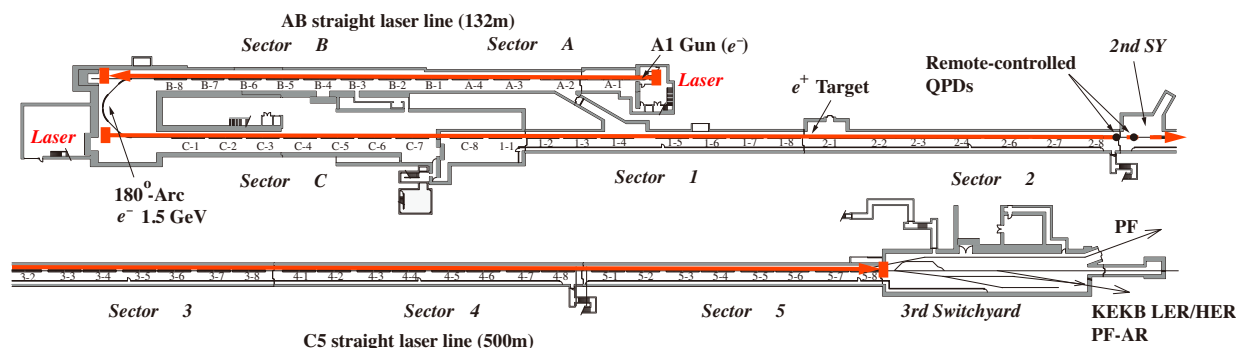 AB straight laser line (132m)
Sector B
Sector A
A1 Gun (e⁻)
2nd SY
Laser
Remote-controlled
QPDs
e⁺ Target
B-8 B-7 B-6 B-5 B-4 B-3 B-2 B-1 A-4 A-3 A-2 A-1
Laser
C-1 C-2 C-3 C-4 C-5 C-6 C-7 C-8 1-1 1-2 1-3 1-4 1-5 1-6 1-7 1-8 2-1 2-2 2-3 2-4 2-6 2-7 2-8
Sector C
Sector 1
Sector 2
180°-Arc
e⁻ 1.5 GeV
PF
3-2 3-3 3-4 3-5 3-6 3-7 3-8 4-1 4-2 4-3 4-4 4-5 4-6 4-7 4-8 5-1 5-2 5-3 5-4 5-5 5-6 5-7 5-8
Sector 3
Sector 4
Sector 5
3rd Switchyard
KEKB LER/HER
PF-AR
C5 straight laser line (500m)